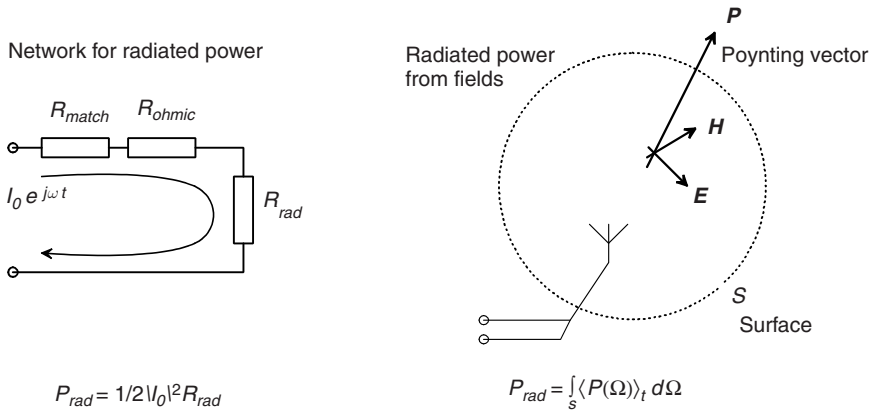 Network for radiated power
R_match
R_ohmic
I_0 e^{jωt}
R_rad
P_rad = 1/2\I_0\²R_rad
Radiated power
from fields
P
Poynting vector
H
E
S
Surface
P_rad = ∫_s ⟨P(Ω)⟩_t dΩ